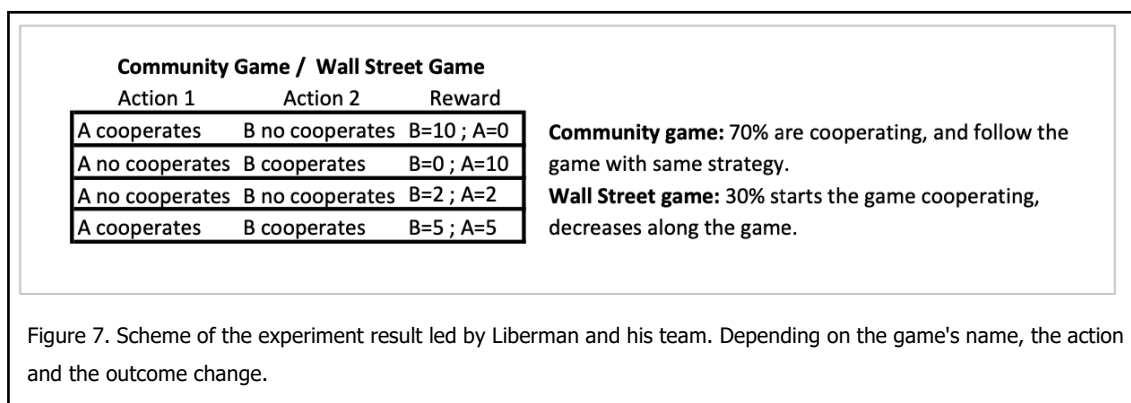 Community Game / Wall Street Game
Action 1 Action 2 Reward
A cooperates B no cooperates B=10 ; A=0
A no cooperates B cooperates B=0 ; A=10
A no cooperates B no cooperates B=2 ; A=2
A cooperates B cooperates B=5 ; A=5
Community game: 70% are cooperating, and follow the
game with same strategy.
Wall Street game: 30% starts the game cooperating,
decreases along the game.
Figure 7. Scheme of the experiment result led by Liberman and his team. Depending on the game's name, the action
and the outcome change.